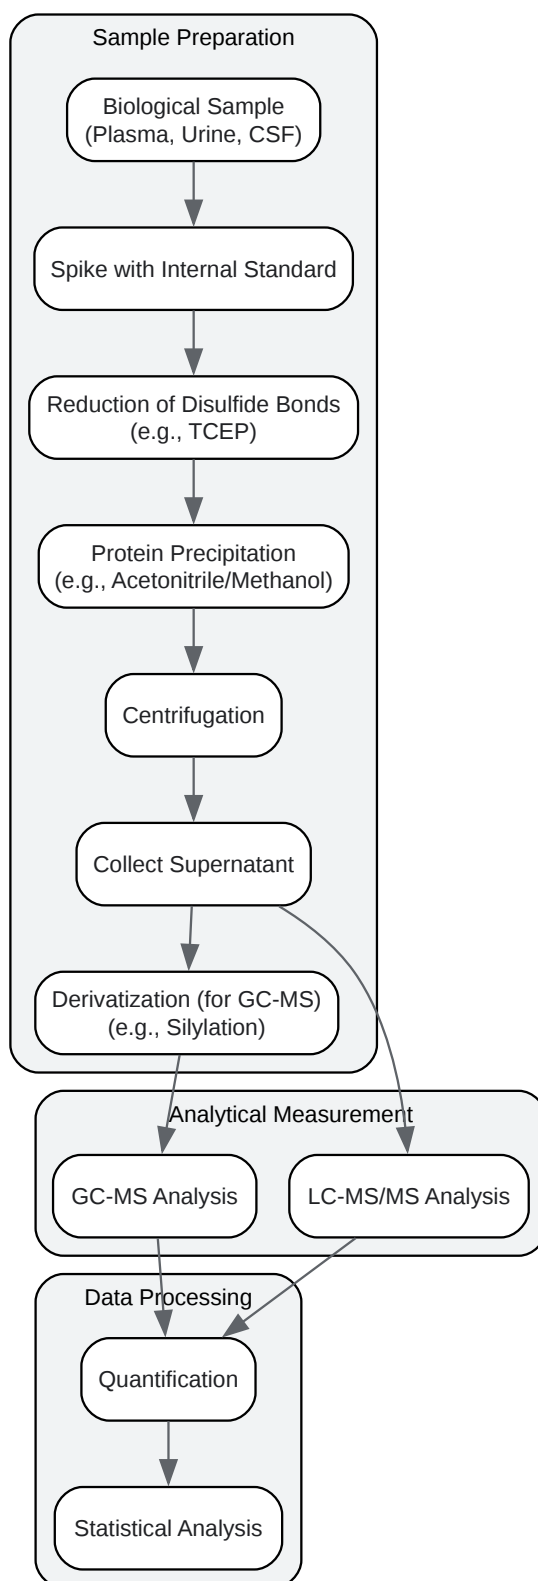 Sample Preparation
Biological Sample
(Plasma, Urine, CSF)
Spike with Internal Standard
Reduction of Disulfide Bonds
(e.g., TCEP)
Protein Precipitation
(e.g., Acetonitrile/Methanol)
Centrifugation
Collect Supernatant
Derivatization (for GC-MS)
(e.g., Silylation)
Analytical Measurement
GC-MS Analysis
LC-MS/MS Analysis
Data Processing
Quantification
Statistical Analysis